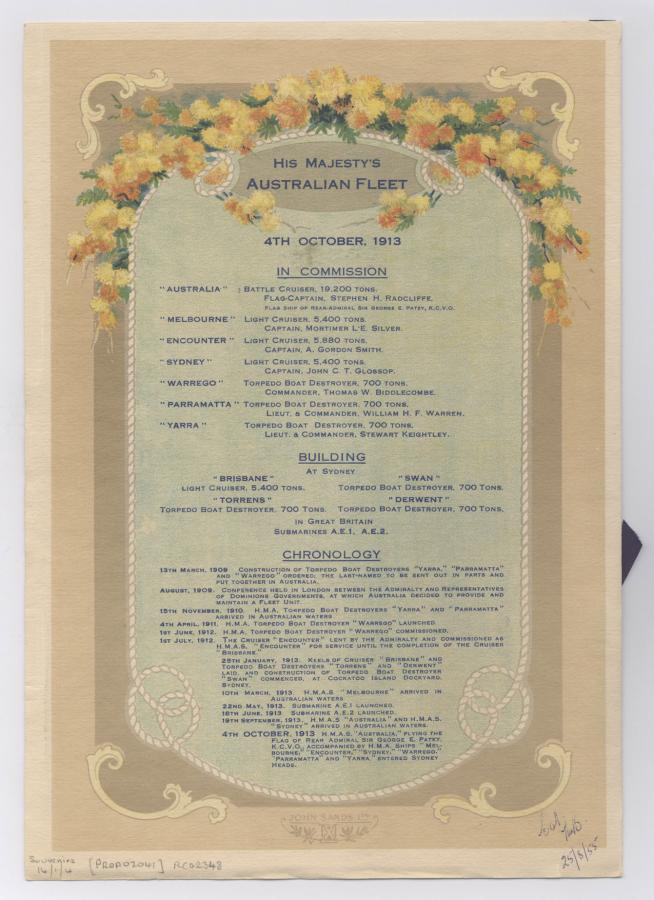 HIS MAJESTY'S
AUSTRALIAN FLEET
4TH OCTOBER, 1913
IN COMMISSION
"AUSTRALIA" : BATTLE CRUISER, 19,200 TONS.
FLAG-CAPTAIN, STEPHEN H. RADCLIFFE.
FLAG SHIP OF REAR-ADMIRAL SIR GEORGE E. PATEY, K.C.V.O.
"MELBOURNE" LIGHT CRUISER, 5,400 TONS.
CAPTAIN, MORTIMER L'E. SILVER.
"ENCOUNTER" LIGHT CRUISER, 5,880 TONS.
CAPTAIN, A. GORDON SMITH.
"SYDNEY" LIGHT CRUISER, 5,400 TONS.
CAPTAIN, JOHN C. T. GLOSSOP.
"WARREGO" TORPEDO BOAT DESTROYER, 700 TONS.
COMMANDER, THOMAS W. BIDDLECOMBE.
"PARRAMATTA" TORPEDO BOAT DESTROYER, 700 TONS.
LIEUT. & COMMANDER, WILLIAM H. F. WARREN.
"YARRA" TORPEDO BOAT DESTROYER, 700 TONS.
LIEUT. & COMMANDER, STEWART KEIGHTLEY.
BUILDING
AT SYDNEY
"BRISBANE" "SWAN"
LIGHT CRUISER, 5,400 TONS. TORPEDO BOAT DESTROYER, 700 TONS.
"TORRENS" "DERWENT"
TORPEDO BOAT DESTROYER, 700 TONS. TORPEDO BOAT DESTROYER, 700 TONS.
IN GREAT BRITAIN
SUBMARINES A.E.1, A.E.2.
CHRONOLOGY
13TH MARCH, 1909 CONSTRUCTION OF TORPEDO BOAT DESTROYERS "YARRA," "PARRAMATTA"
AND "WARREGO" ORDERED; THE LAST-NAMED TO BE SENT OUT IN PARTS AND
PUT TOGETHER IN AUSTRALIA.
AUGUST, 1909. CONFERENCE HELD IN LONDON BETWEEN THE ADMIRALTY AND REPRESENTATIVES
OF DOMINIONS GOVERNMENTS, AT WHICH AUSTRALIA DECIDED TO PROVIDE AND
MAINTAIN A FLEET UNIT
15TH NOVEMBER, 1910. H.M.A. TORPEDO BOAT DESTROYERS "YARRA" AND "PARRAMATTA"
ARRIVED IN AUSTRALIAN WATERS
4TH APRIL, 1911. H.M.A. TORPEDO BOAT DESTROYER "WARREGO" LAUNCHED
1ST JUNE, 1912. H.M.A. TORPEDO BOAT DESTROYER "WARREGO" COMMISSIONED.
1ST JULY, 1912. THE CRUISER "ENCOUNTER" LENT BY THE ADMIRALTY AND COMMISSIONED AS
H.M.A.S. "ENCOUNTER" FOR SERVICE UNTIL THE COMPLETION OF THE CRUISER
"BRISBANE."
25TH JANUARY, 1913. KEELS OF CRUISER "BRISBANE" AND
TORPEDO BOAT DESTROYERS "TORRENS" AND "DERWENT"
LAID, AND CONSTRUCTION OF TORPEDO BOAT DESTROYER
"SWAN" COMMENCED, AT COCKATOO ISLAND DOCKYARD,
SYDNEY.
10TH MARCH, 1913 H.M.A.S "MELBOURNE" ARRIVED IN
AUSTRALIAN WATERS
22ND MAY, 1913. SUBMARINE A.E.1 LAUNCHED.
18TH JUNE, 1913 SUBMARINE A.E.2 LAUNCHED.
19TH SEPTEMBER, 1913. H.M.A.S "AUSTRALIA" AND H.M.A.S.
"SYDNEY" ARRIVED IN AUSTRALIAN WATERS.
4TH OCTOBER, 1913 H.M.A.S. "AUSTRALIA," FLYING THE
FLAG OF REAR ADMIRAL SIR GEORGE E. PATEY,
K.C.V.O., ACCOMPANIED BY H.M.A. SHIPS "MEL-
BOURNE," "ENCOUNTER," "SYDNEY," "WARREGO,"
"PARRAMATTA" AND "YARRA" ENTERED SYDNEY
HEADS.
JOHN SANDS LTD
SOUVENIRS
14/1/4 [PRODO2041] RCO2348
25/8/55